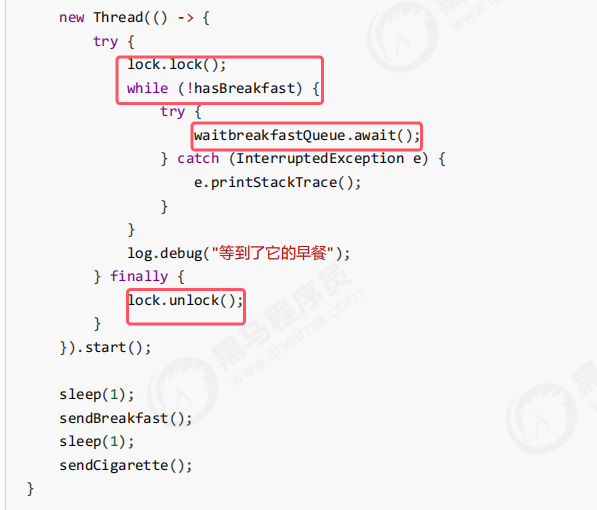 new Thread(() -> {
try {
lock.lock();
while (!hasBreakfast) {
try {
waitbreakfastQueue.await();
} catch (InterruptedException e) {
e.printStackTrace();
}
}
log.debug("等到了它的早餐");
} finally {
lock.unlock();
}
}).start();
sleep(1);
sendBreakfast();
sleep(1);
sendCigarette();
}
黑马程序员
www.itheima.com